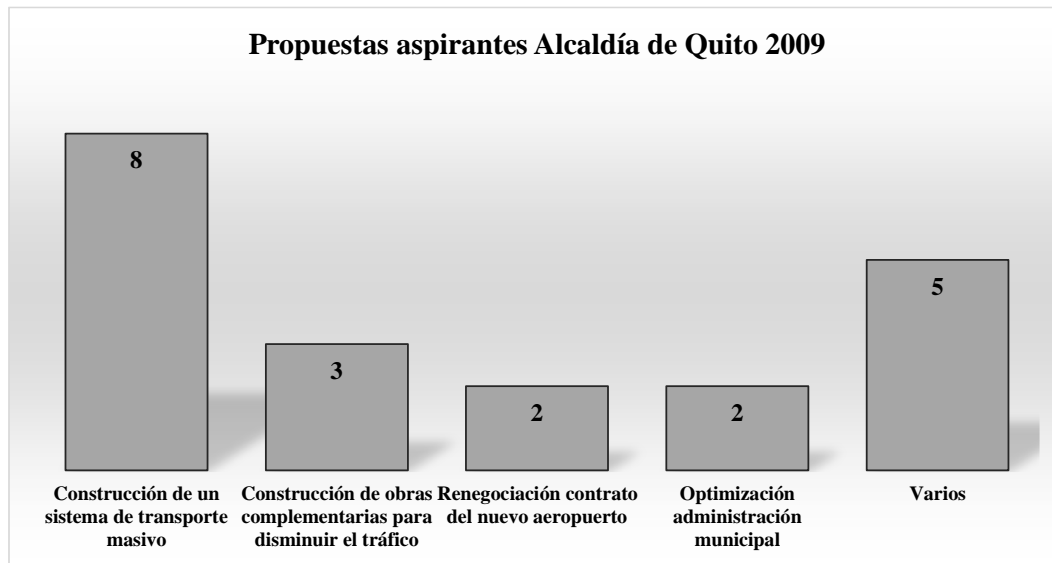 Propuestas aspirantes Alcaldía de Quito 2009
8
3
2
2
5
Construcción de un
sistema de transporte
masivo
Construcción de obras
complementarias para
disminuir el tráfico
Renegociación contrato
del nuevo aeropuerto
Optimización
administración
municipal
Varios